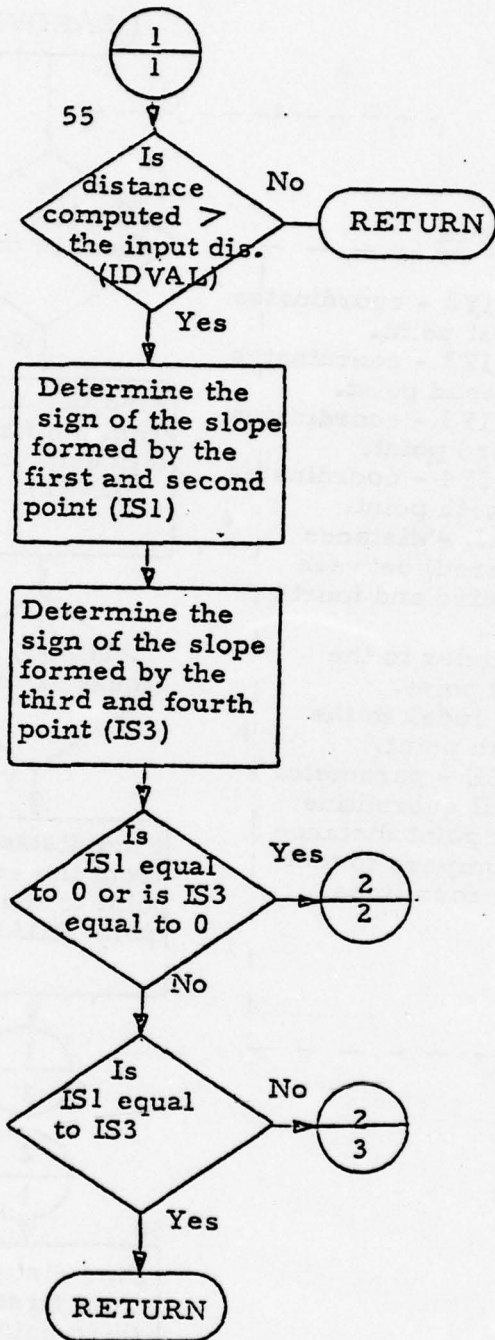 1
1
55
Is
distance
computed >
the input dis.
(IDVAL)
No
RETURN
Yes
Determine the
sign of the slope
formed by the
first and second
point (IS1)
Determine the
sign of the slope
formed by the
third and fourth
point (IS3)
Is
IS1 equal
to 0 or is IS3
equal to 0
Yes
2
2
No
Is
IS1 equal
to IS3
No
2
3
Yes
RETURN